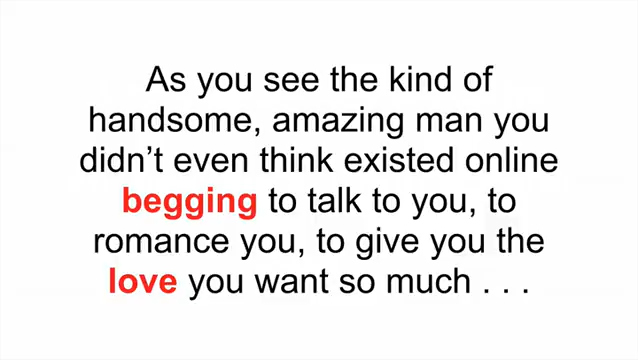 As you see the kind of
handsome, amazing man you
didn’t even think existed online
begging to talk to you, to
romance you, to give you the
love you want so much . . .